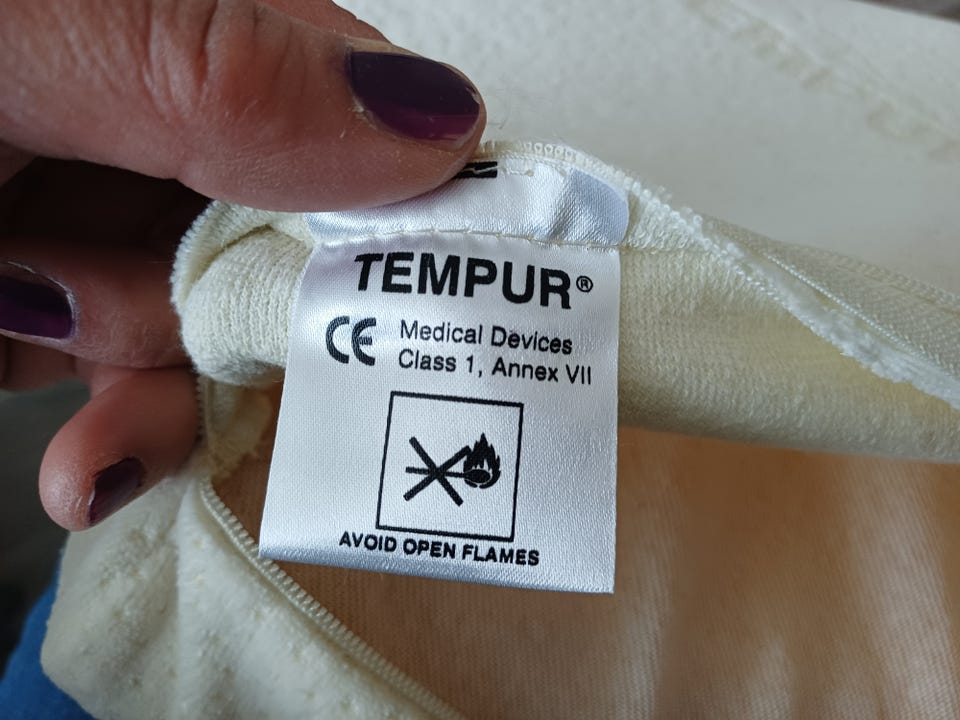 TEMPUR®
CE Medical Devices
Class 1, Annex VII
AVOID OPEN FLAMES